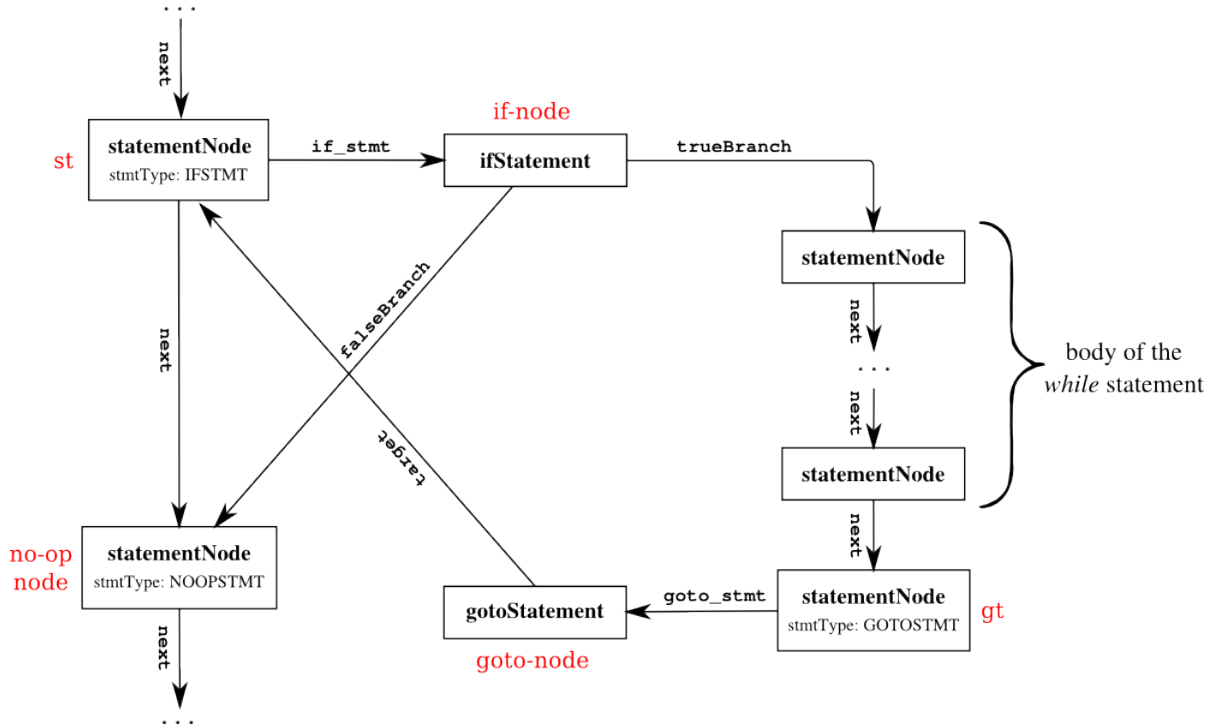 ...
next
if-node
statementNode
stmtType: IFSTMT
st
if_stmt
ifStatement
trueBranch
statementNode
next
falseBranch
next
...
body of the
while statement
next
target
statementNode
next
no-op
node
statementNode
stmtType: NOOPSTMT
gotoStatement
goto_stmt
statementNode
stmtType: GOTOSTMT
gt
goto-node
next
...